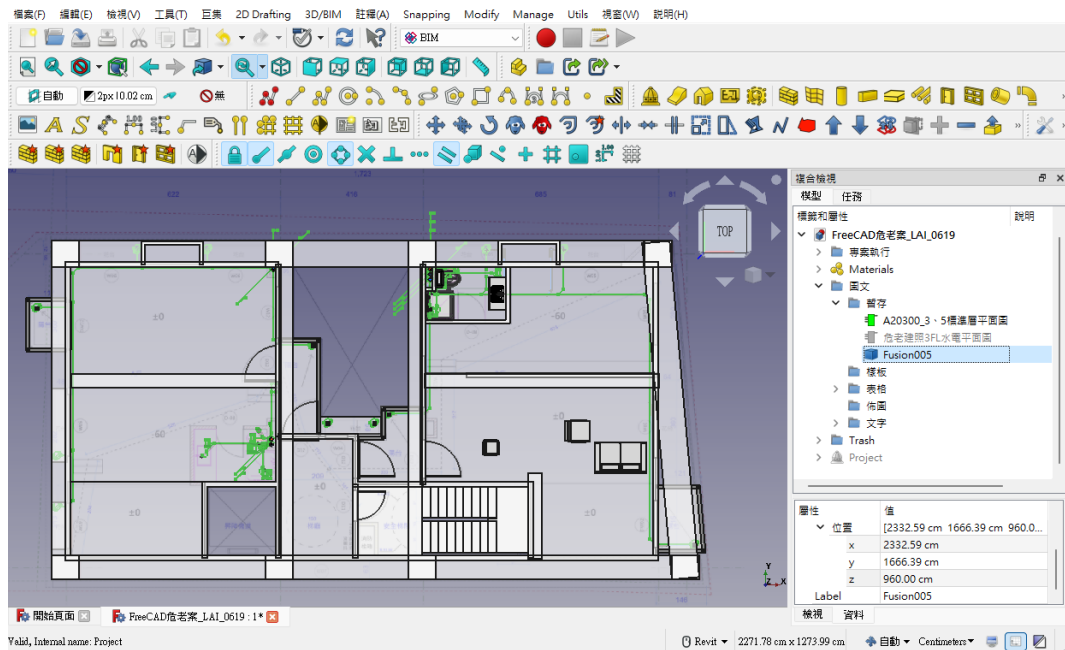 檔案(F) 編輯(E) 檢視(V) 工具(T) 巨集 2D Drafting 3D/BIM 註釋(A) Snapping Modify Manage Utils 視窗(W) 説明(H)
BIM
自動 2px | 0.02 cm 無
複合檢視
模型 任務
標籤和屬性 説明
FreeCAD危老案_LAI_0619
專案執行
Materials
圖文
暫存
A20300_3、5樓進層平面圖
危老建照3FL水電平面圖
Fusion005
樣板
表格
佈圖
文字
Trash
Project
TOP
±0
-60
60
±0
±0
±0
±0
屬性 值
位置 [2332.59 cm 1666.39 cm 960.0...
x 2332.59 cm
y 1666.39 cm
z 960.00 cm
Label Fusion005
檢視 資料
Y
Z X
開始頁面 FreeCAD危老案_LAI_0619 : 1*
Valid, Internal name: Project
Revit 2271.78 cm x 1273.99 cm 自動 Centimeters